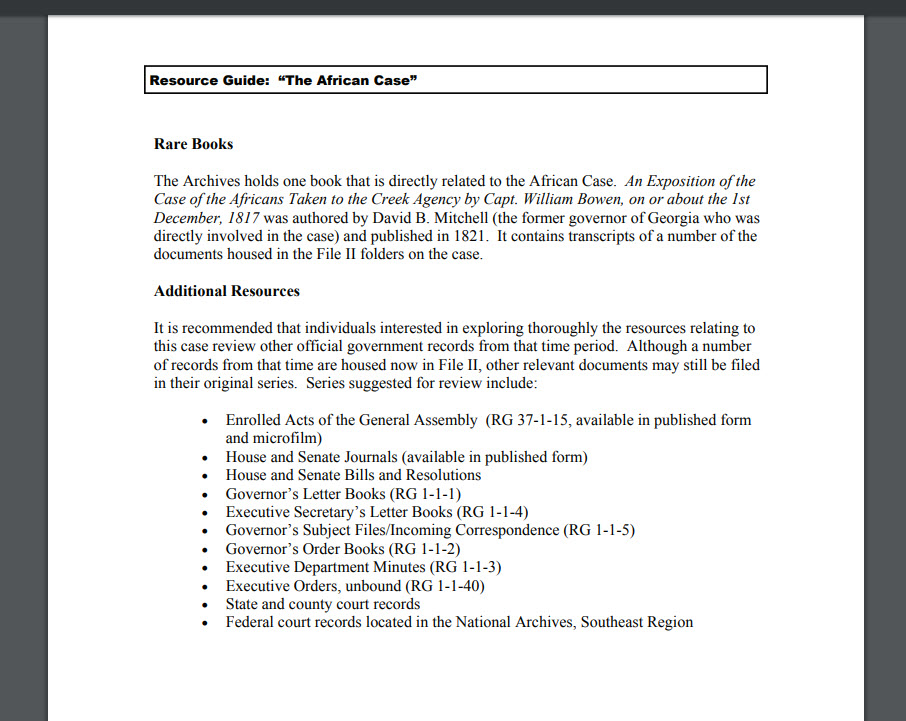 Resource Guide:  “The African Case”
Rare Books
The Archives holds one book that is directly related to the African Case.  An Exposition of the
Case of the Africans Taken to the Creek Agency by Capt. William Bowen, on or about the 1st
December, 1817 was authored by David B. Mitchell (the former governor of Georgia who was
directly involved in the case) and published in 1821.  It contains transcripts of a number of the
documents housed in the File II folders on the case.
Additional Resources
It is recommended that individuals interested in exploring thoroughly the resources relating to
this case review other official government records from that time period.  Although a number
of records from that time are housed now in File II, other relevant documents may still be filed
in their original series.  Series suggested for review include:
• Enrolled Acts of the General Assembly  (RG 37-1-15, available in published form
and microfilm)
• House and Senate Journals (available in published form)
• House and Senate Bills and Resolutions
• Governor’s Letter Books (RG 1-1-1)
• Executive Secretary’s Letter Books (RG 1-1-4)
• Governor’s Subject Files/Incoming Correspondence (RG 1-1-5)
• Governor’s Order Books (RG 1-1-2)
• Executive Department Minutes (RG 1-1-3)
• Executive Orders, unbound (RG 1-1-40)
• State and county court records
• Federal court records located in the National Archives, Southeast Region